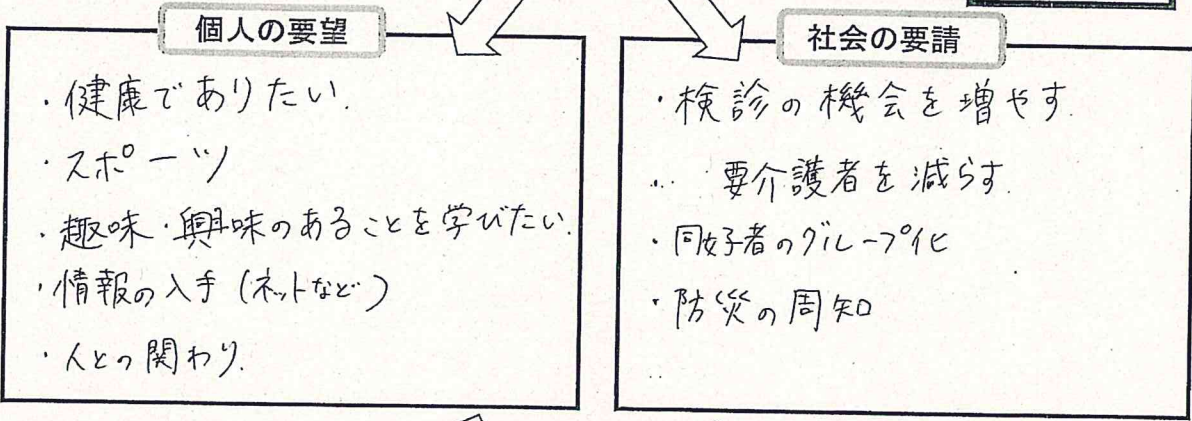 個人の要望
・健康でありたい.
・スポーツ
・趣味・興味のあることを学びたい.
・情報の入手 (ネットなど)
・人との関わり.
社会の要請
・検診の機会を増やす.
∴ 要介護者を減らす.
・同好者のグループ化
・防災の周知